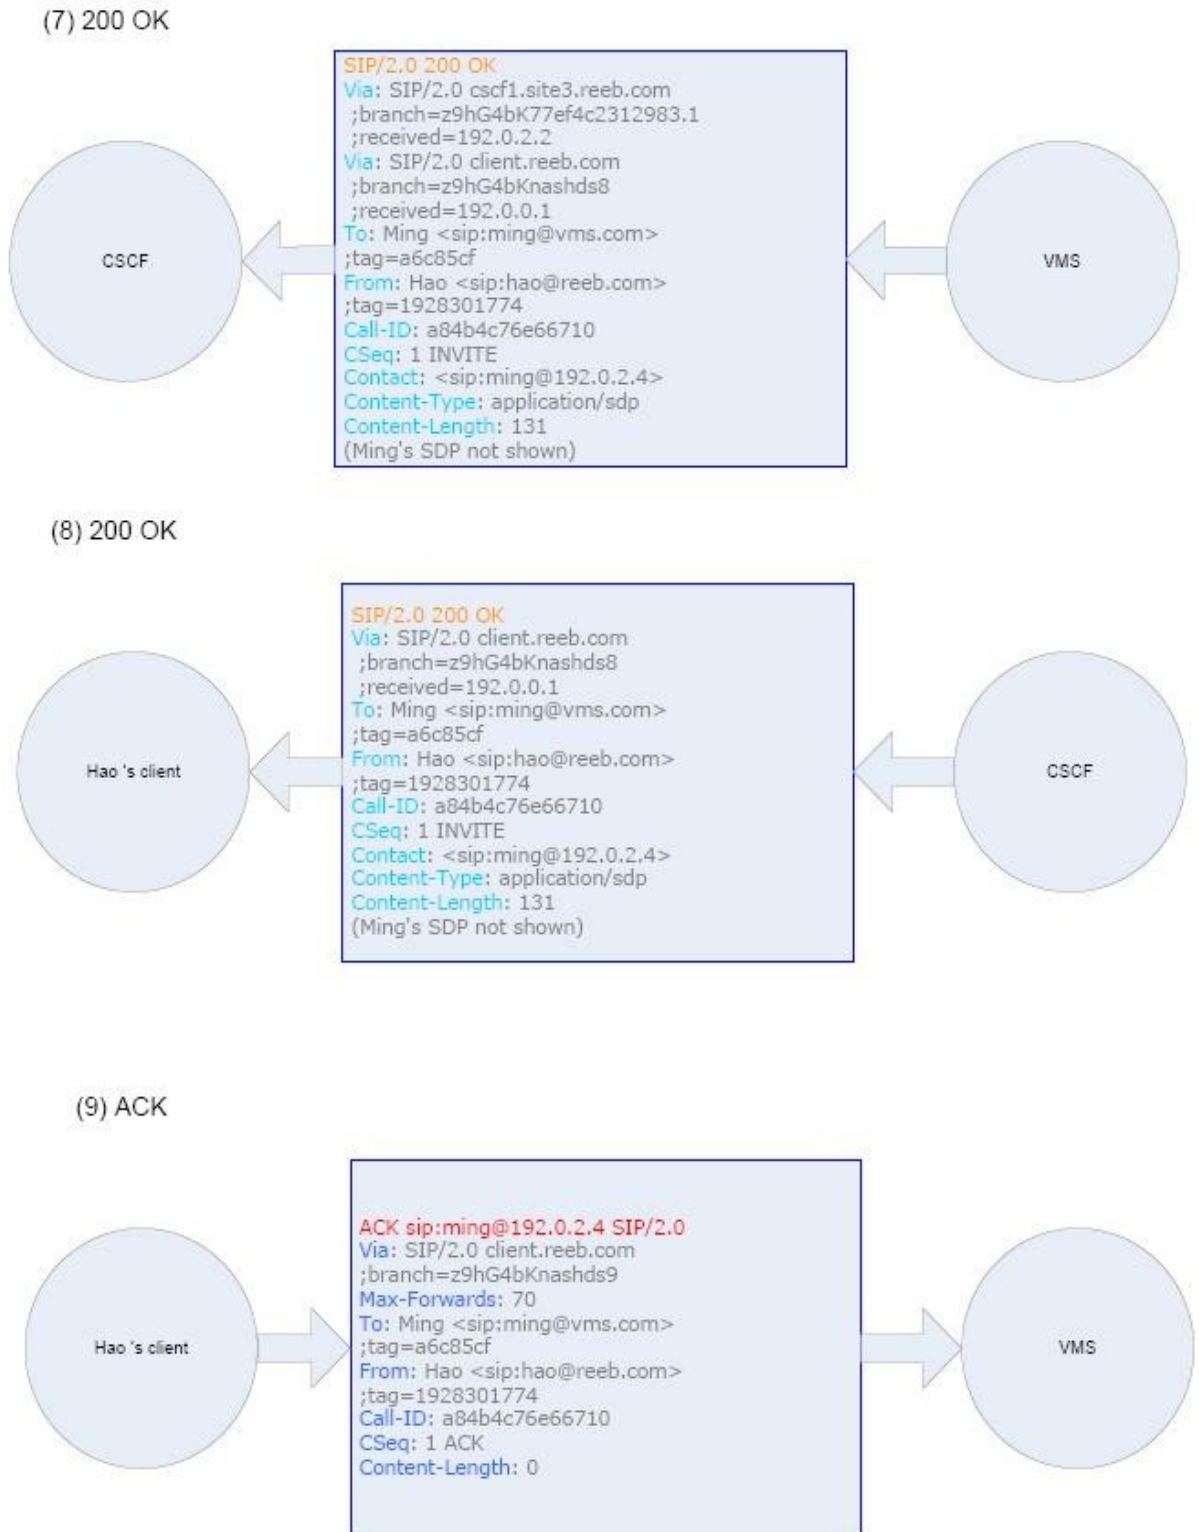 (7) 200 OK
SIP/2.0 200 OK
Via: SIP/2.0 cscf1.site3.reeb.com
;branch=z9hG4bK77ef4c2312983.1
;received=192.0.2.2
Via: SIP/2.0 client.reeb.com
;branch=z9hG4bKnashds8
;received=192.0.0.1
To: Ming <sip:ming@vms.com>
;tag=a6c85cf
From: Hao <sip:hao@reeb.com>
;tag=1928301774
Call-ID: a84b4c76e66710
CSeq: 1 INVITE
Contact: <sip:ming@192.0.2.4>
Content-Type: application/sdp
Content-Length: 131
(Ming's SDP not shown)
CSCF
VMS
(8) 200 OK
SIP/2.0 200 OK
Via: SIP/2.0 client.reeb.com
;branch=z9hG4bKnashds8
;received=192.0.0.1
To: Ming <sip:ming@vms.com>
;tag=a6c85cf
From: Hao <sip:hao@reeb.com>
;tag=1928301774
Call-ID: a84b4c76e66710
CSeq: 1 INVITE
Contact: <sip:ming@192.0.2.4>
Content-Type: application/sdp
Content-Length: 131
(Ming's SDP not shown)
Hao 's client
CSCF
(9) ACK
ACK sip:ming@192.0.2.4 SIP/2.0
Via: SIP/2.0 client.reeb.com
;branch=z9hG4bKnashds9
Max-Forwards: 70
To: Ming <sip:ming@vms.com>
;tag=a6c85cf
From: Hao <sip:hao@reeb.com>
;tag=1928301774
Call-ID: a84b4c76e66710
CSeq: 1 ACK
Content-Length: 0
Hao 's client
VMS